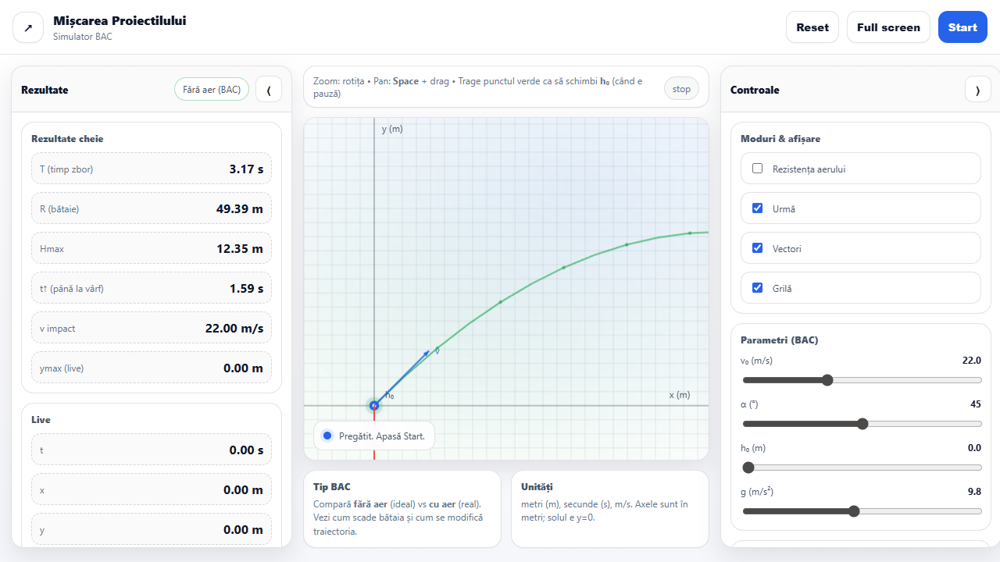 ↗
Mișcarea Proiectilului
Simulator BAC
Reset
Full screen
Start
Rezultate
Fără aer (BAC)
⟨
Rezultate cheie
T (timp zbor) 3.17 s
R (bătaie) 49.39 m
Hmax 12.35 m
t↑ (până la vârf) 1.59 s
v impact 22.00 m/s
ymax (live) 0.00 m
Live
t 0.00 s
x 0.00 m
y 0.00 m
Zoom: rotița • Pan: Space + drag • Trage punctul verde ca să schimbi h₀ (când e
pauză)
stop
y (m)
v
h₀
x (m)
Pregătit. Apasă Start.
Tip BAC
Compară fără aer (ideal) vs cu aer (real).
Vezi cum scade bătaia și cum se modifică
traiectoria.
Unități
metri (m), secunde (s), m/s. Axele sunt în
metri; solul e y=0.
Controale
⟩
Moduri & afișare
Rezistența aerului
Urmă
Vectori
Grilă
Parametri (BAC)
v₀ (m/s) 22.0
α (°) 45
h₀ (m) 0.0
g (m/s²) 9.8